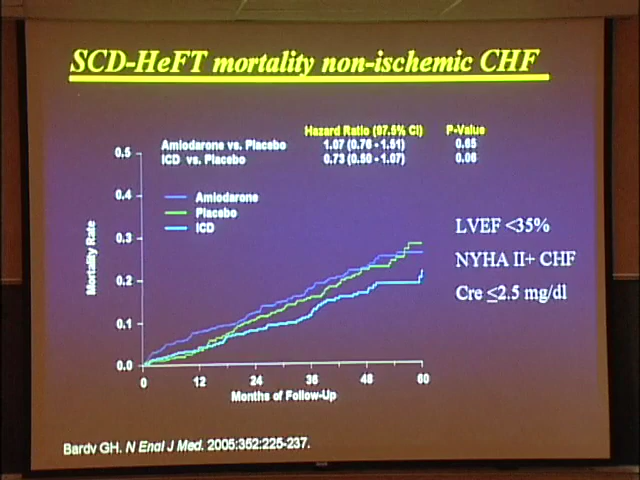 SCD-HeFT mortality non-ischemic CHF
Hazard Ratio (97.5% CI) P-Value
Amiodarone vs. Placebo 1.07 (0.76 - 1.51) 0.65
ICD vs. Placebo 0.73 (0.50 - 1.07) 0.06
0.5
0.4
0.3
0.2
0.1
0.0
Mortality Rate
Amiodarone
Placebo
ICD
LVEF <35%
NYHA II+ CHF
Cre ≤2.5 mg/dl
0 12 24 36 48 60
Months of Follow-Up
Bardy GH. N Engl J Med. 2005;352:225-237.